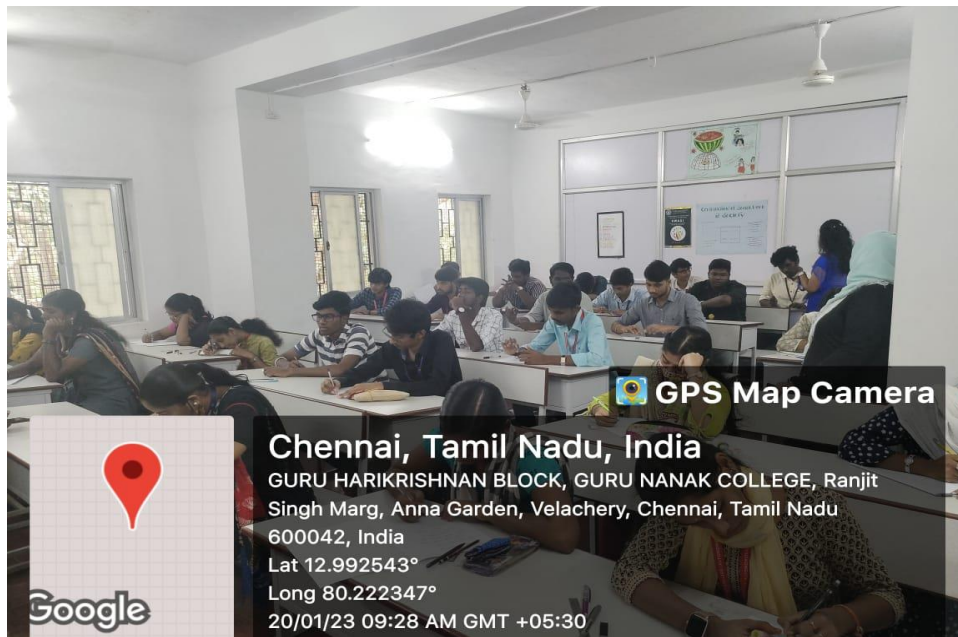 GPS Map Camera
Chennai, Tamil Nadu, India
GURU HARIKRISHNAN BLOCK, GURU NANAK COLLEGE, Ranjit
Singh Marg, Anna Garden, Velachery, Chennai, Tamil Nadu
600042, India
Lat 12.992543°
Long 80.222347°
20/01/23 09:28 AM GMT +05:30
Google